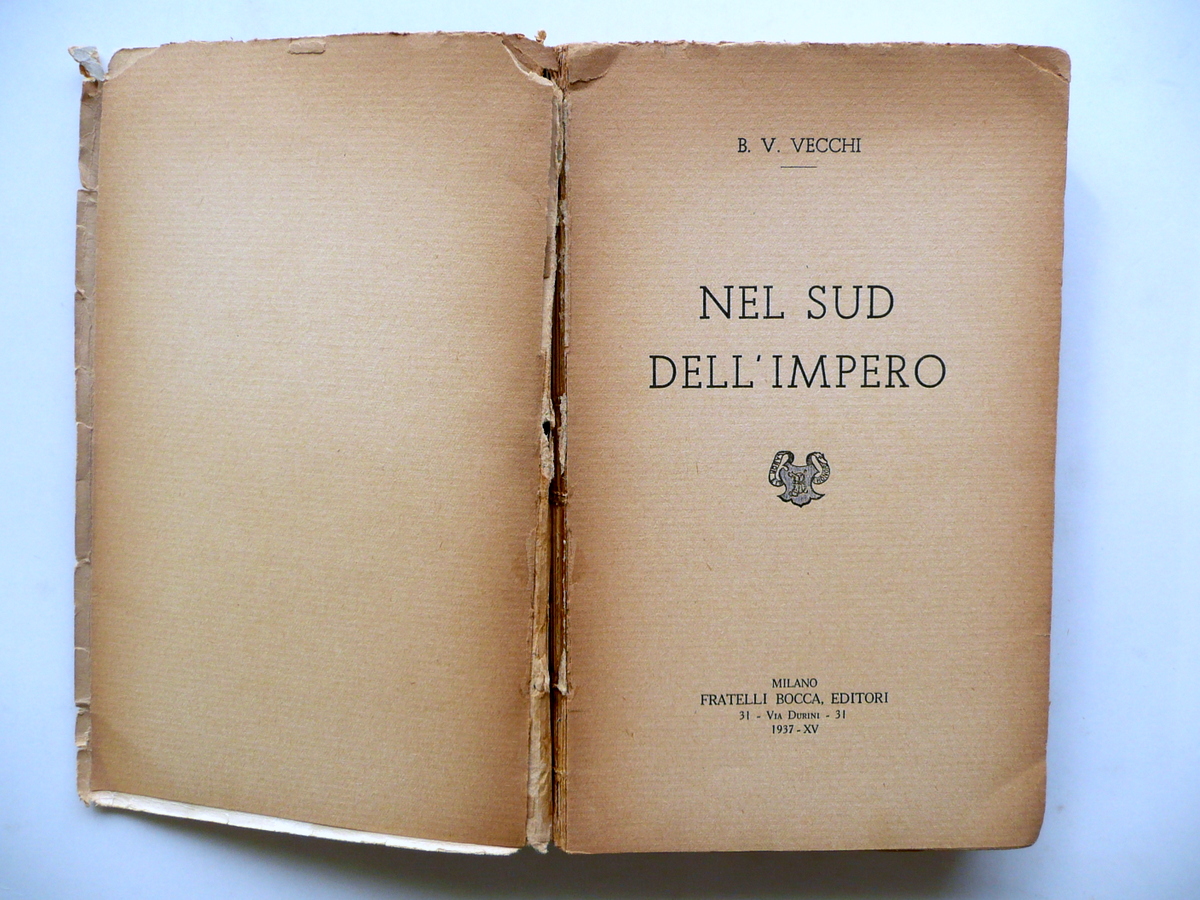 B. V. VECCHI
NEL SUD
DELL'IMPERO
MILANO
FRATELLI BOCCA, EDITORI
31 - VIA DURINI - 31
1937 - XV